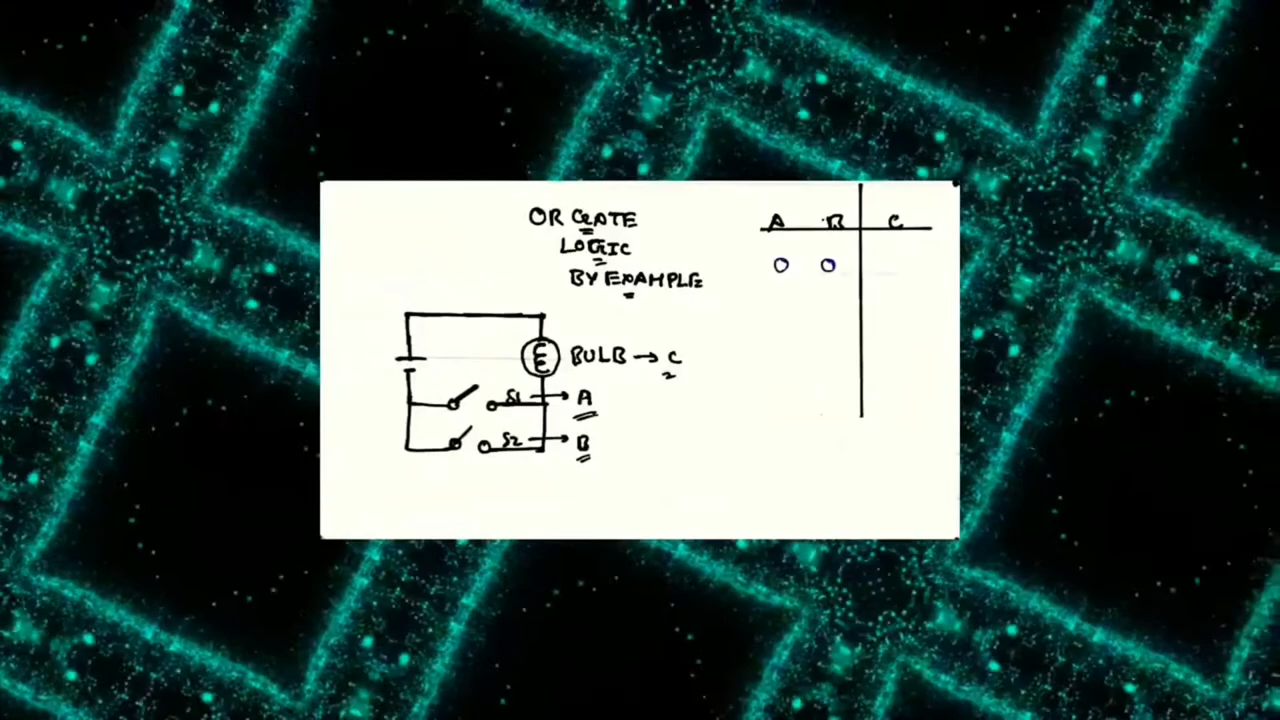 OR GATE
LOGIC
BY EXAMPLE
A B C
0 0
BULB → C
S1 → A
S2 → B